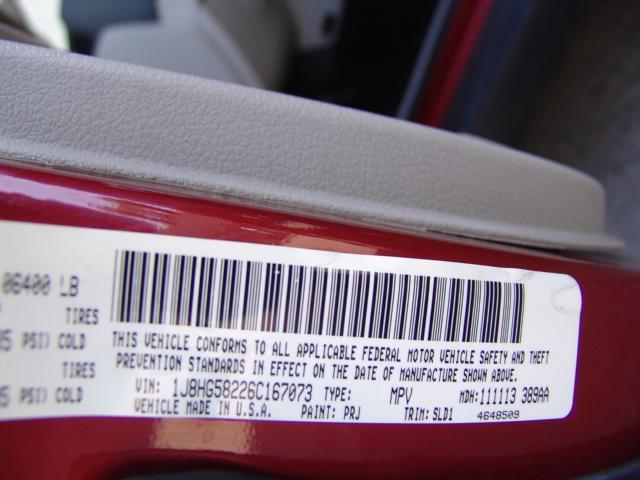 06400 LB
TIRES
PSI) COLD
TIRES
PSI) COLD
THIS VEHICLE CONFORMS TO ALL APPLICABLE FEDERAL MOTOR VEHICLE SAFETY AND THEFT
PREVENTION STANDARDS IN EFFECT ON THE DATE OF MANUFACTURE SHOWN ABOVE.
VIN: 1J8HG58226C167073 TYPE: MPV MDH:111113 389AA
VEHICLE MADE IN U.S.A. PAINT: PRJ TRIM: SLD1
4648509